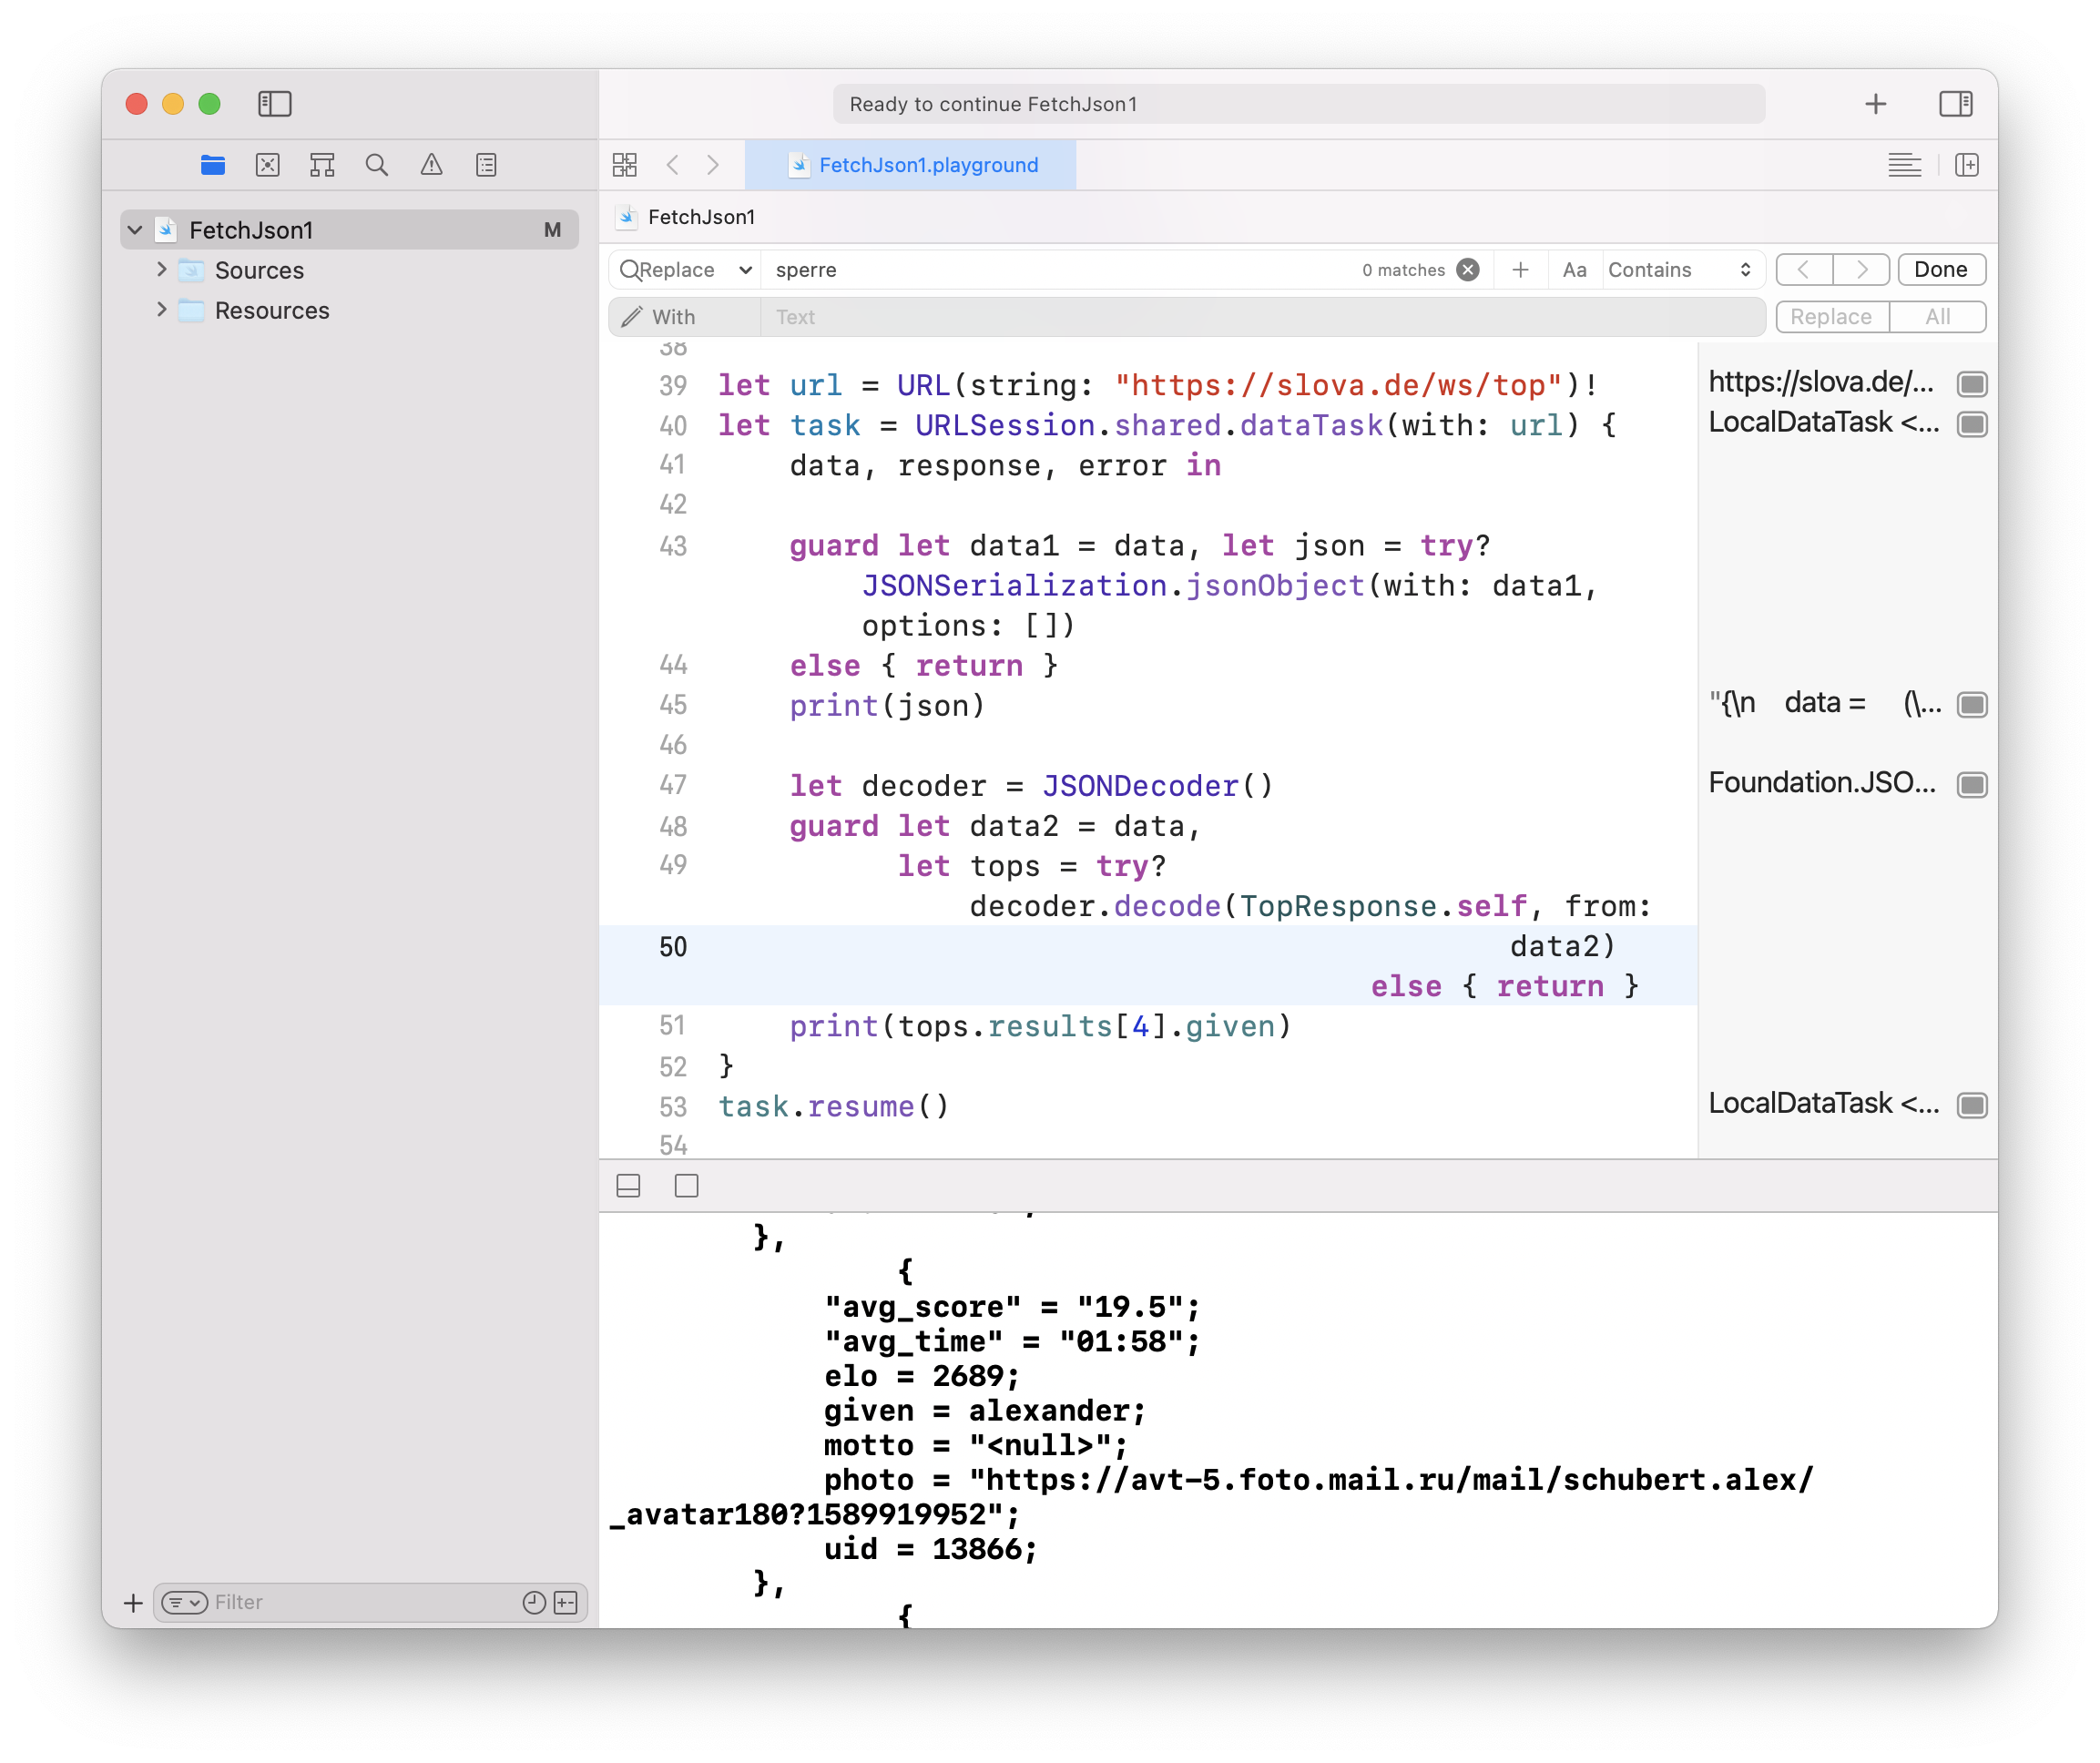 Ready to continue FetchJson1
FetchJson1.playground
FetchJson1 M
Sources
Resources
FetchJson1
Replace sperre 0 matches Aa Contains Done
With Text Replace All
38
39 let url = URL(string: "https://slova.de/ws/top")! https://slova.de/...
40 let task = URLSession.shared.dataTask(with: url) { LocalDataTask <...
41 data, response, error in
42
43 guard let data1 = data, let json = try?
JSONSerialization.jsonObject(with: data1,
options: [])
44 else { return }
45 print(json) "{\n data = (\...
46
47 let decoder = JSONDecoder() Foundation.JSO...
48 guard let data2 = data,
49 let tops = try?
decoder.decode(TopResponse.self, from:
50 data2)
else { return }
51 print(tops.results[4].given)
52 }
53 task.resume() LocalDataTask <...
54
},
{
"avg_score" = "19.5";
"avg_time" = "01:58";
elo = 2689;
given = alexander;
motto = "<null>";
photo = "https://avt-5.foto.mail.ru/mail/schubert.alex/
_avatar180?1589919952";
uid = 13866;
},
{
Filter